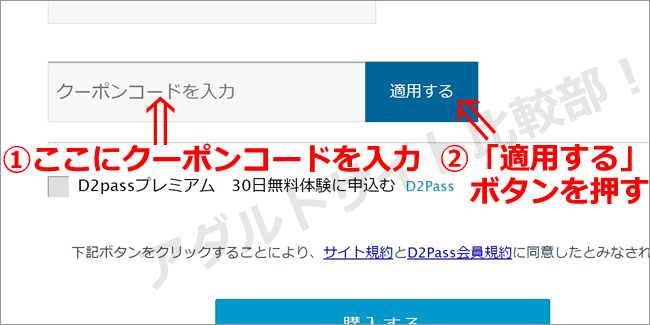 クーポンコードを入力
適用する
①ここにクーポンコードを入力
②「適用する」
ボタンを押す
D2passプレミアム　30日無料体験に申込む D2Pass
下記ボタンをクリックすることにより、サイト規約とD2Pass会員規約に同意したとみなされ
購入する
アダルトサイト比較部！